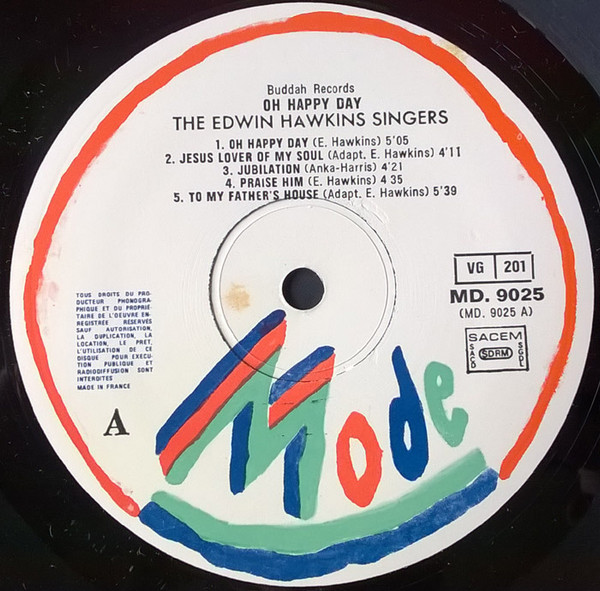 Buddah Records
OH HAPPY DAY
THE EDWIN HAWKINS SINGERS
1. OH HAPPY DAY (E. Hawkins) 5'05
2. JESUS LOVER OF MY SOUL (Adapt. E. Hawkins) 4'11
3. JUBILATION (Anka-Harris) 4'21
4. PRAISE HIM (E. Hawkins) 4 35
5. TO MY FATHER'S HOUSE (Adapt. E. Hawkins) 5'39
VG 201
MD. 9025
(MD. 9025 A)
SACEM
SACD SDRM SGDL
TOUS DROITS DU PRO-
DUCTEUR PHONOGRA-
PHIQUE ET DU PROPRIE-
TAIRE DE L'OEUVRE EN-
REGISTREE RESERVES
SAUF AUTORISATION,
LA DUPLICATION, LA
LOCATION, LE PRET,
L'UTILISATION DE CE
DISQUE POUR EXECU-
TION PUBLIQUE ET
RADIODIFFUSION SONT
INTERDITES
MADE IN FRANCE
A
Mode